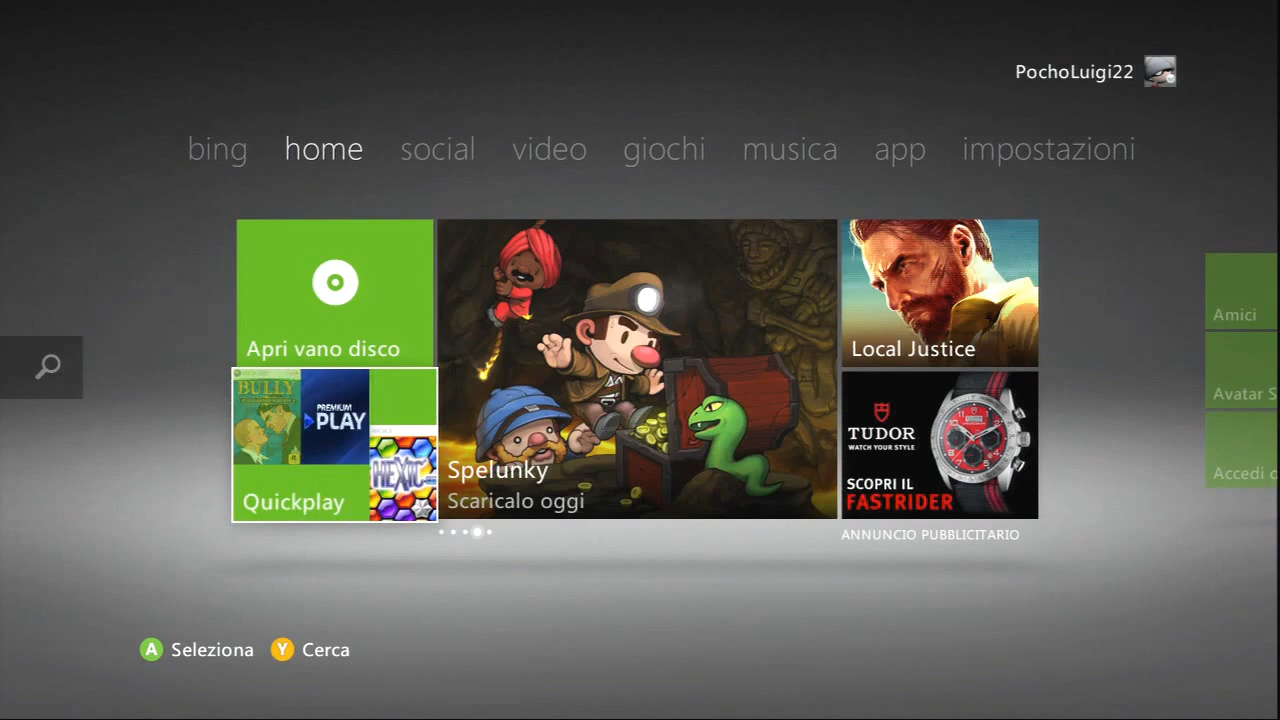 PochoLuigi22
bing home social video giochi musica app impostazioni
Apri vano disco
BULLY
PREMIUM
PLAY
HEXIC
Quickplay
Spelunky
Scaricalo oggi
Local Justice
TUDOR
WATCH YOUR STYLE
SCOPRI IL
FASTRIDER
ANNUNCIO PUBBLICITARIO
Amici
Avatar S
Accedi
A Seleziona Y Cerca